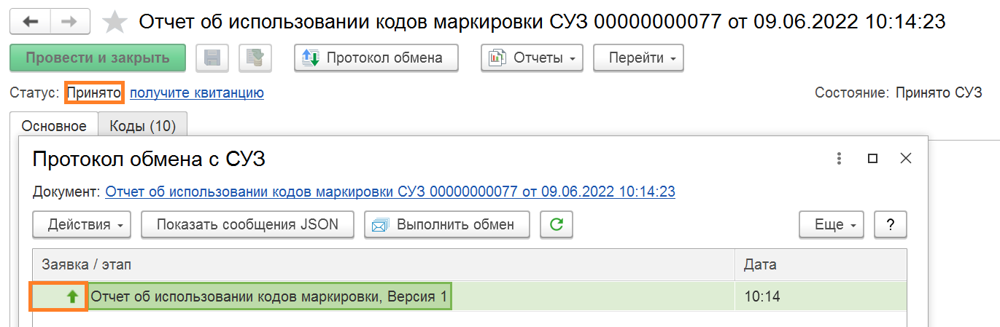 Отчет об использовании кодов маркировки СУЗ 00000000077 от 09.06.2022 10:14:23
Провести и закрыть Протокол обмена Отчеты Перейти
Статус: Принято получите квитанцию Состояние: Принято СУЗ
Основное Коды (10)
Протокол обмена с СУЗ
Документ: Отчет об использовании кодов маркировки СУЗ 00000000077 от 09.06.2022 10:14:23
Действия Показать сообщения JSON Выполнить обмен Еще ?
Заявка / этап Дата
Отчет об использовании кодов маркировки, Версия 1 10:14